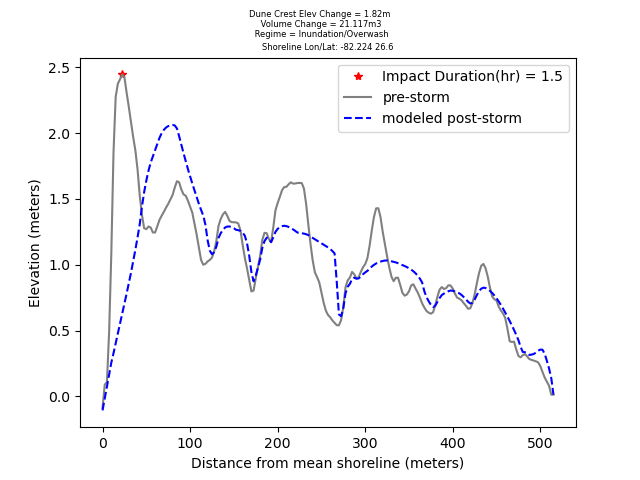 Dune Crest Elev Change = 1.82m
Volume Change = 21.117m3
Regime = Inundation/Overwash
Shoreline Lon/Lat: -82.224 26.6
Impact Duration(hr) = 1.5
pre-storm
modeled post-storm
Elevation (meters)
2.5
2.0
1.5
1.0
0.5
0.0
0 100 200 300 400 500
Distance from mean shoreline (meters)